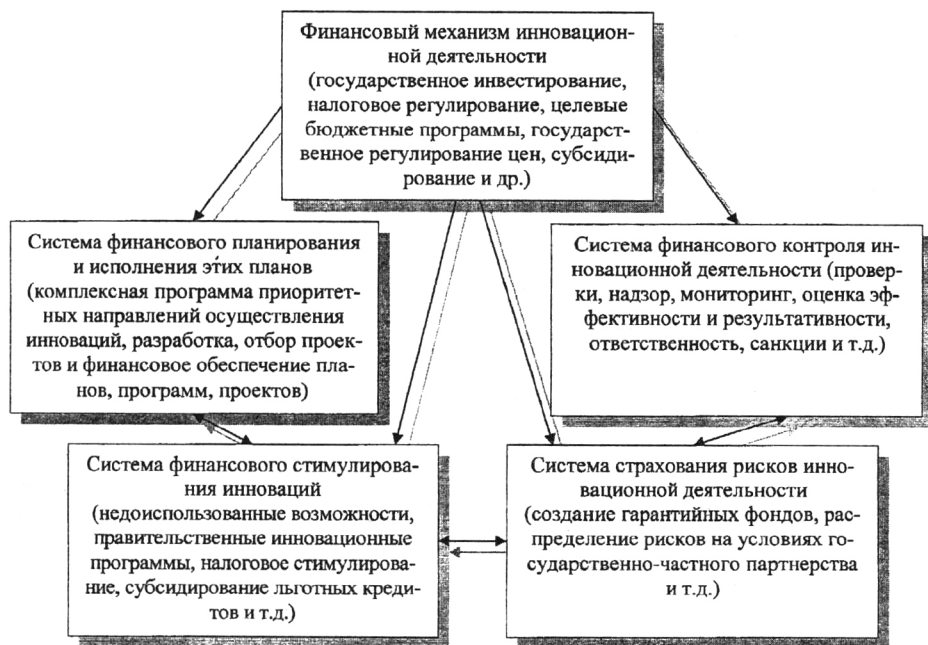 Финансовый механизм инновацион-
ной деятельности
(государственное инвестирование,
налоговое регулирование, целевые
бюджетные программы, государст-
венное регулирование цен, субсиди-
рование и др.)
Система финансового планирования
и исполнения этих планов
(комплексная программа приоритет-
ных направлений осуществления
инноваций, разработка, отбор проек-
тов и финансовое обеспечение пла-
нов, программ, проектов)
Система финансового контроля ин-
новационной деятельности (провер-
ки, надзор, мониторинг, оценка эф-
фективности и результативности,
ответственность, санкции и т.д.)
Система финансового стимулирова-
ния инноваций
(недоиспользованные возможности,
правительственные инновационные
программы, налоговое стимулирова-
ние, субсидирование льготных креди-
тов и т.д.)
Система страхования рисков инно-
вационной деятельности
(создание гарантийных фондов, рас-
пределение рисков на условиях го-
сударственно-частного партнерства
и т.д.)